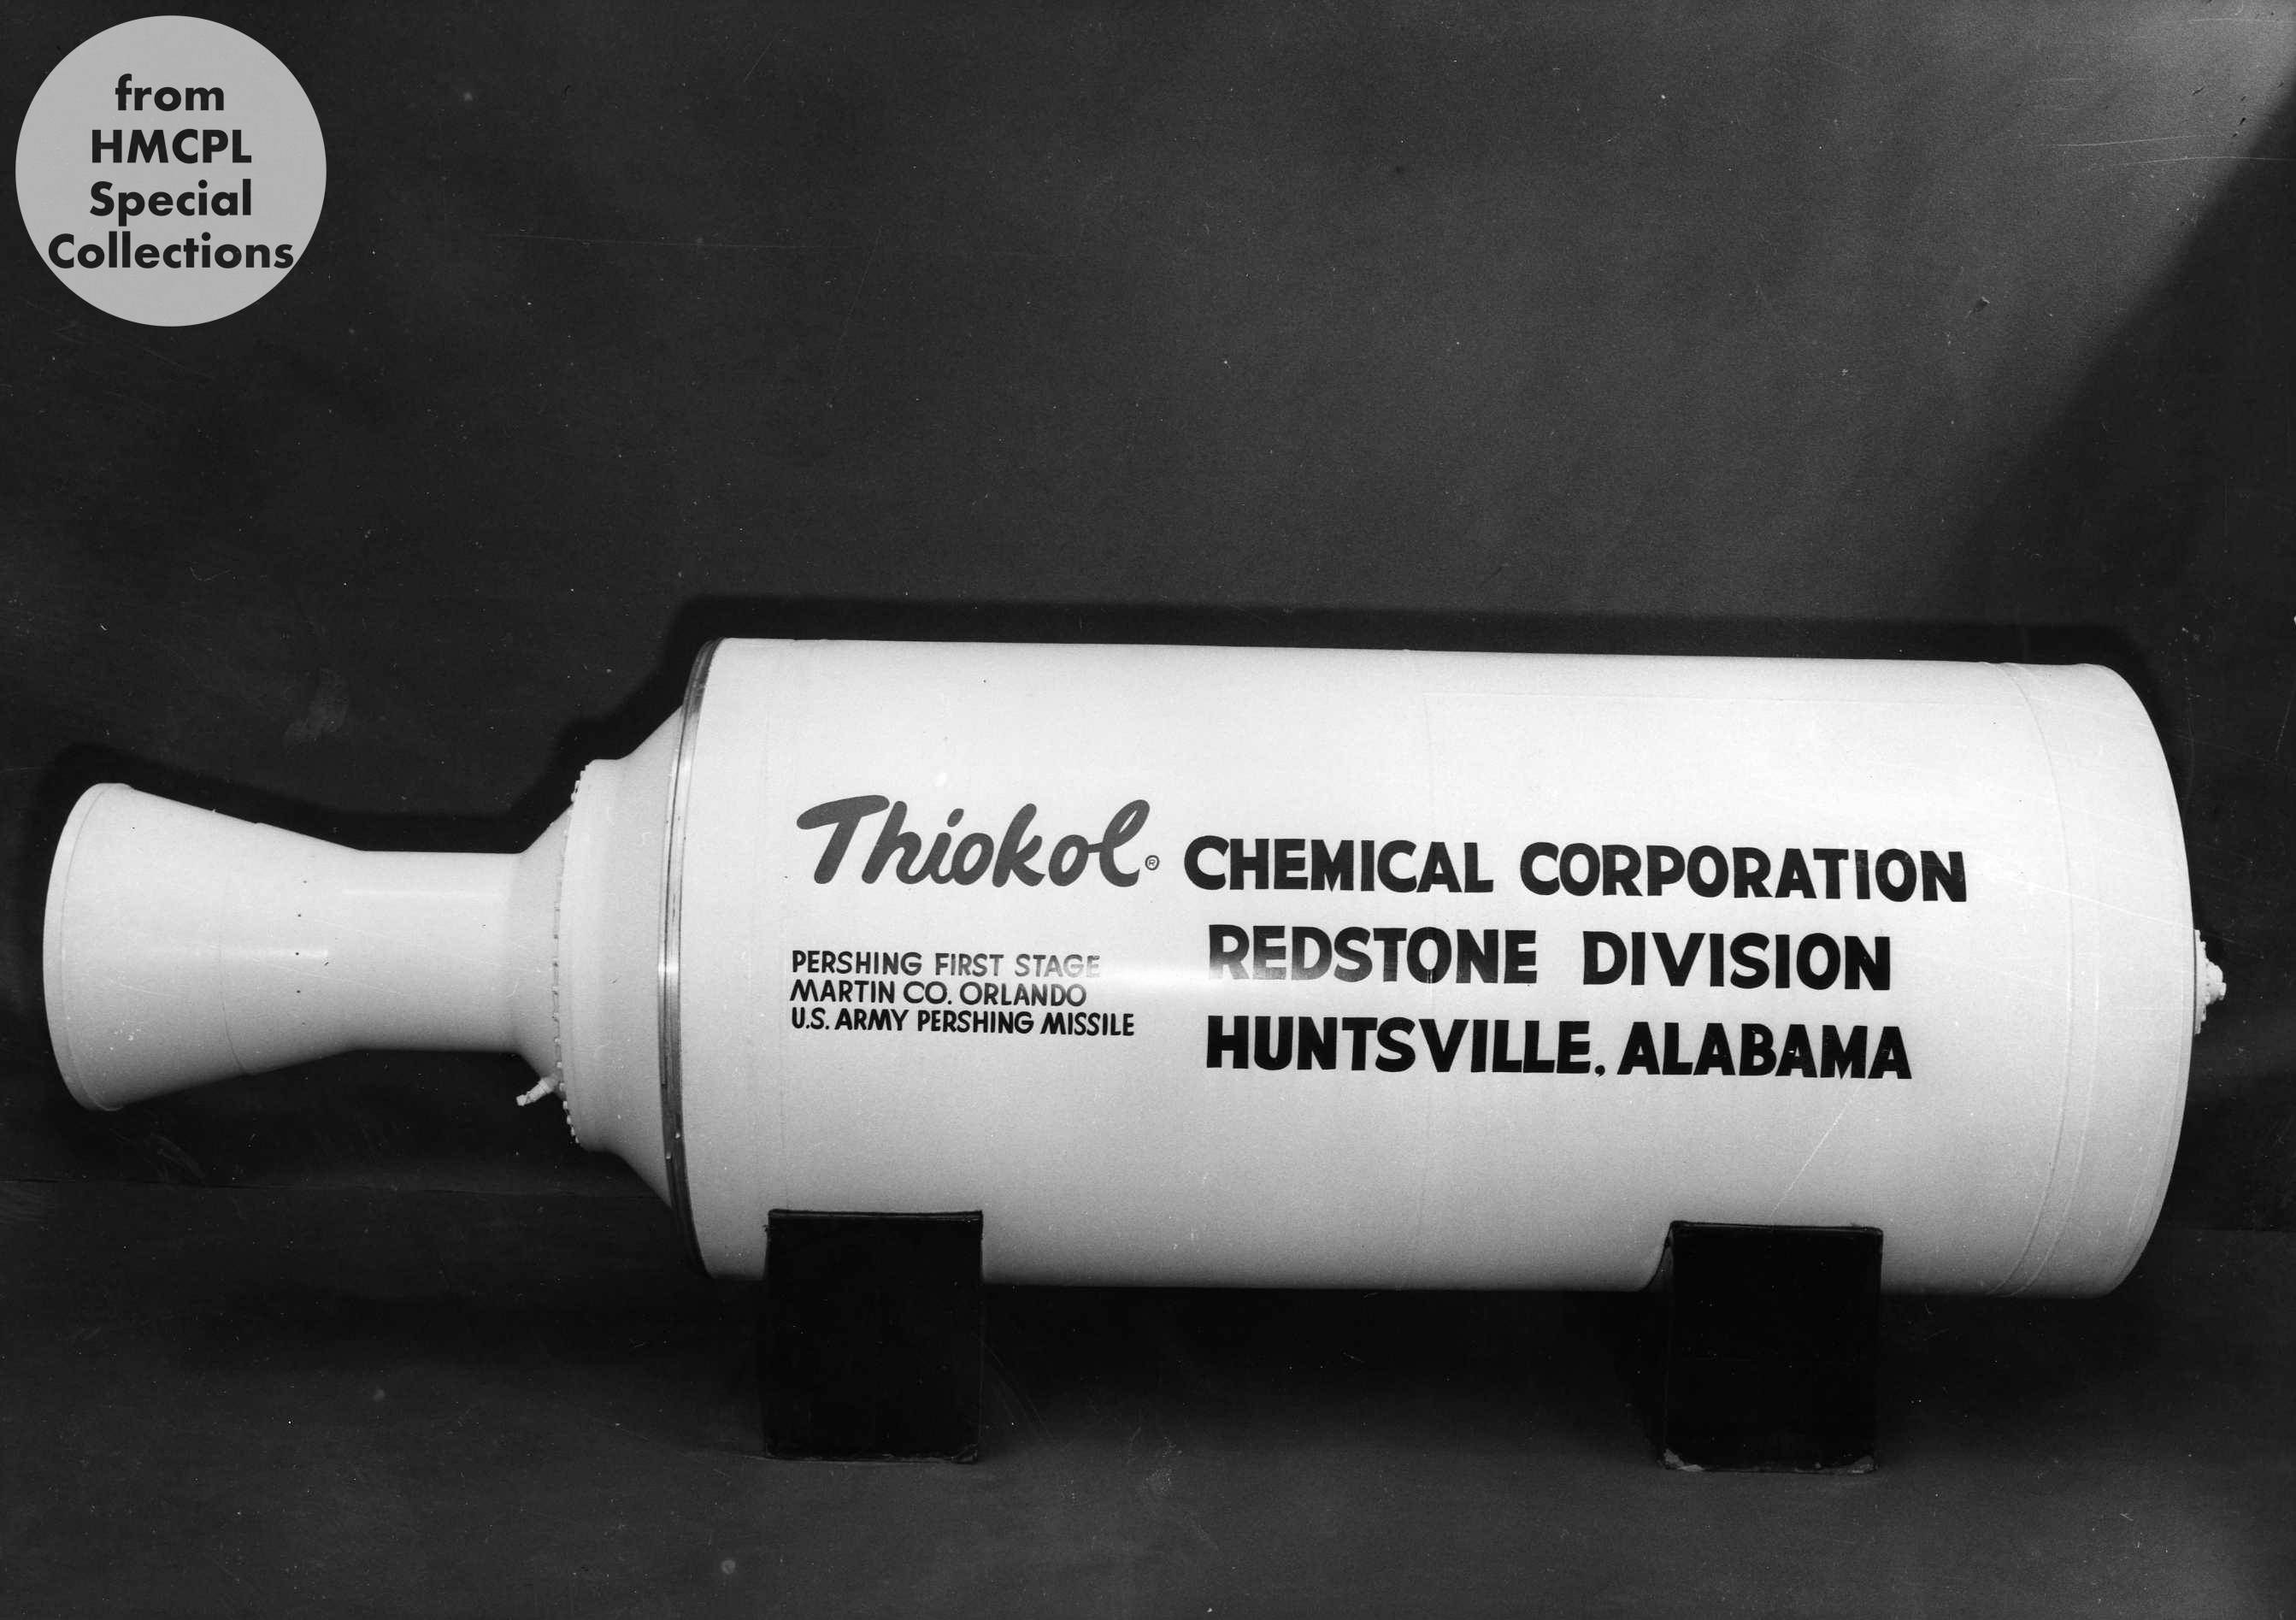 from
HMCPL
Special
Collections
Thiokol® CHEMICAL CORPORATION
REDSTONE DIVISION
HUNTSVILLE, ALABAMA
PERSHING FIRST STAGE
MARTIN CO. ORLANDO
U.S. ARMY PERSHING MISSILE